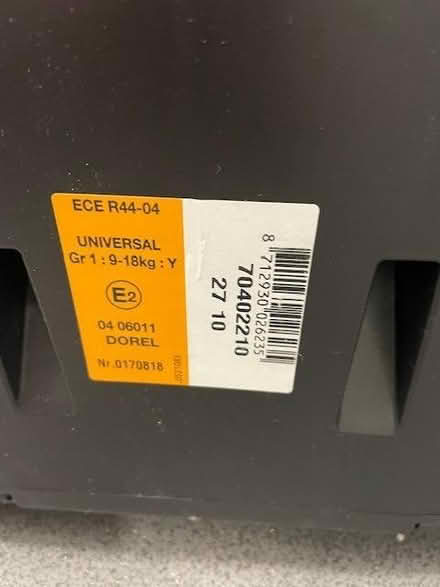 ECE R44-04
UNIVERSAL
Gr 1 : 9-18kg : Y
E2
04 06011
DOREL
Nr.0170818
8 712930 026235
70402210
27 10